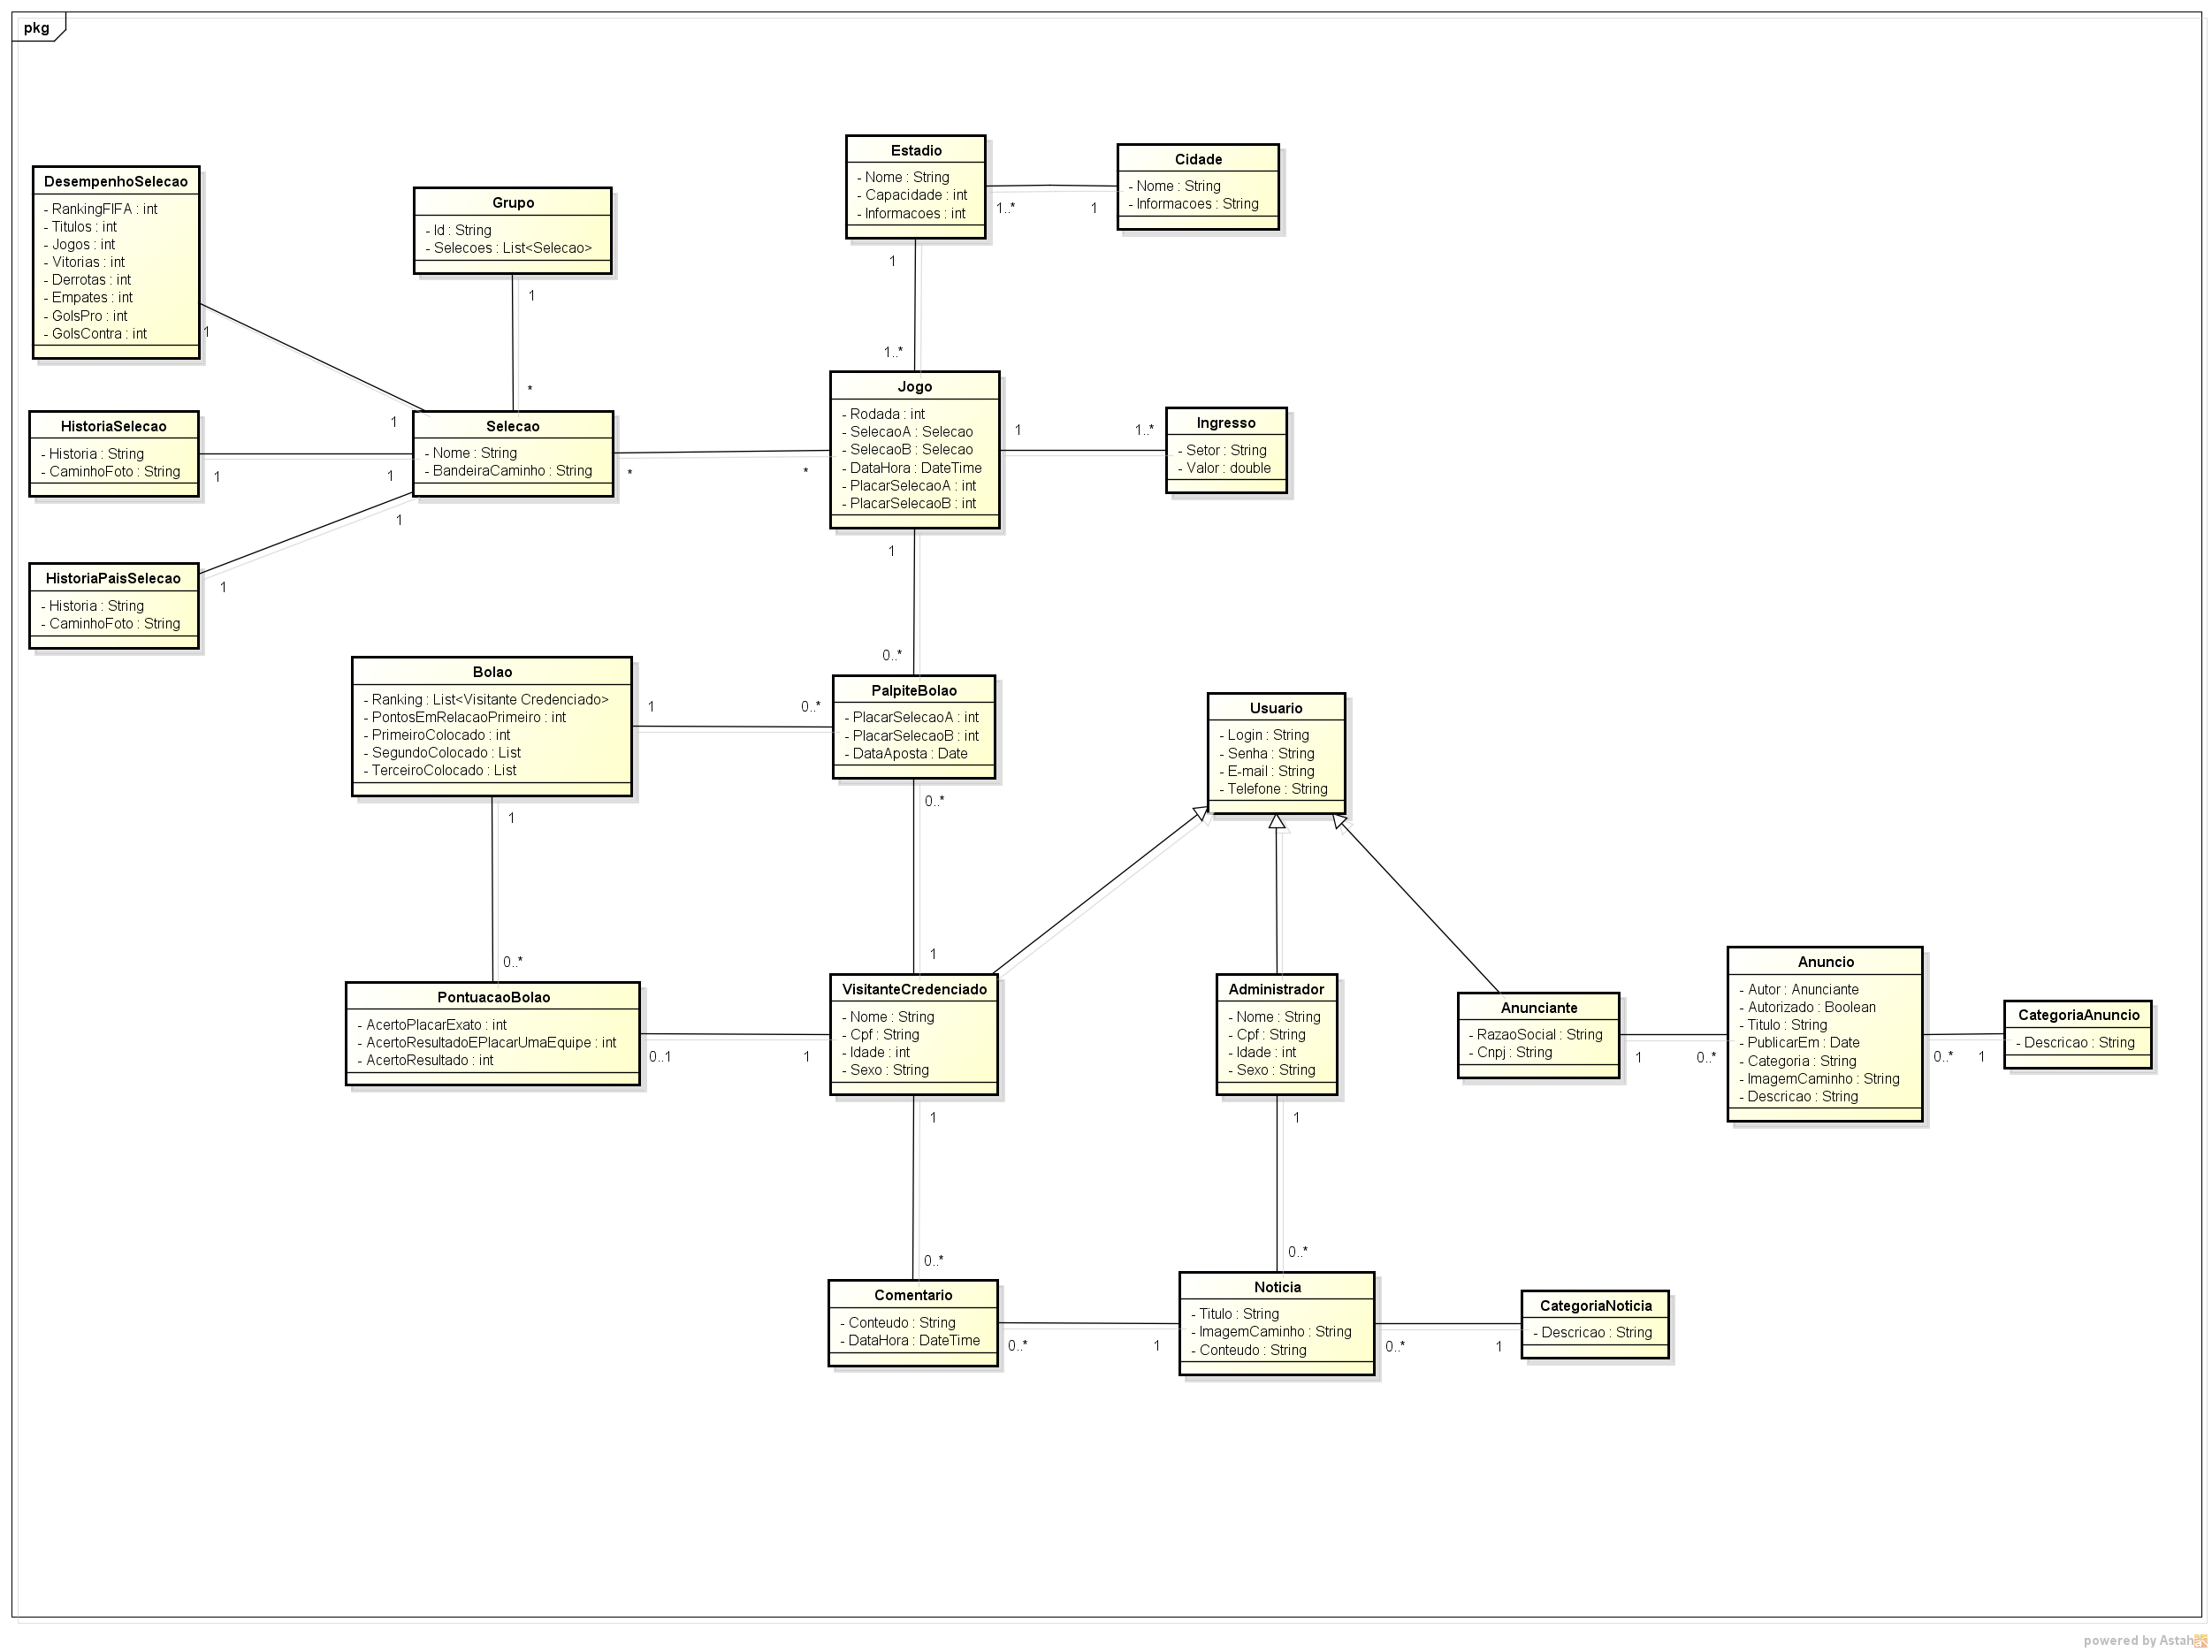 pkg
Estadio
- Nome : String
- Capacidade : int
- Informacoes : int
1..*
1
Cidade
- Nome : String
- Informacoes : String
DesempenhoSelecao
- RankingFIFA : int
- Titulos : int
- Jogos : int
- Vitorias : int
- Derrotas : int
- Empates : int
- GolsPro : int
- GolsContra : int
1
1
Grupo
- Id : String
- Selecoes : List<Selecao>
1
*
1
1..*
HistoriaSelecao
- Historia : String
- CaminhoFoto : String
1
1
Selecao
- Nome : String
- BandeiraCaminho : String
*
*
Jogo
- Rodada : int
- SelecaoA : Selecao
- SelecaoB : Selecao
- DataHora : DateTime
- PlacarSelecaoA : int
- PlacarSelecaoB : int
1
1..*
Ingresso
- Setor : String
- Valor : double
HistoriaPaisSelecao
- Historia : String
- CaminhoFoto : String
1
1
1
0..*
Bolao
- Ranking : List<Visitante Credenciado>
- PontosEmRelacaoPrimeiro : int
- PrimeiroColocado : int
- SegundoColocado : List
- TerceiroColocado : List
1
0..*
PalpiteBolao
- PlacarSelecaoA : int
- PlacarSelecaoB : int
- DataAposta : Date
Usuario
- Login : String
- Senha : String
- E-mail : String
- Telefone : String
1
0..*
0..*
1
PontuacaoBolao
- AcertoPlacarExato : int
- AcertoResultadoEPlacarUmaEquipe : int
- AcertoResultado : int
0..1
1
VisitanteCredenciado
- Nome : String
- Cpf : String
- Idade : int
- Sexo : String
Administrador
- Nome : String
- Cpf : String
- Idade : int
- Sexo : String
Anunciante
- RazaoSocial : String
- Cnpj : String
1
0..*
Anuncio
- Autor : Anunciante
- Autorizado : Boolean
- Titulo : String
- PublicarEm : Date
- Categoria : String
- ImagemCaminho : String
- Descricao : String
0..*
1
CategoriaAnuncio
- Descricao : String
1
0..*
1
0..*
Comentario
- Conteudo : String
- DataHora : DateTime
0..*
1
Noticia
- Titulo : String
- ImagemCaminho : String
- Conteudo : String
0..*
1
CategoriaNoticia
- Descricao : String
powered by Astah